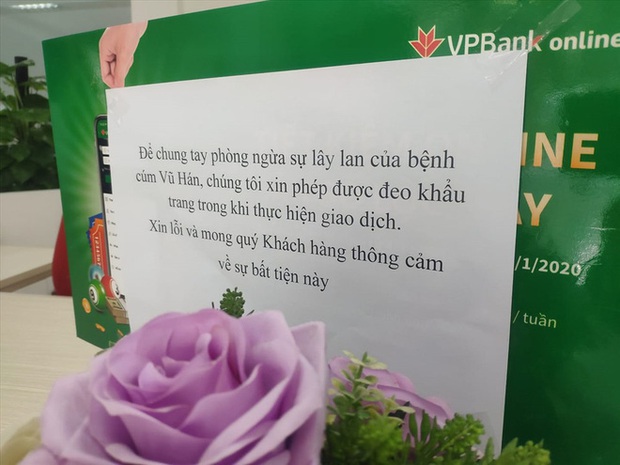 VPBank online
Để chung tay phòng ngừa sự lây lan của bệnh
cúm Vũ Hán, chúng tôi xin phép được đeo khẩu
trang trong khi thực hiện giao dịch.
Xin lỗi và mong quý Khách hàng thông cảm
về sự bất tiện này
INE
AY
/1/2020
/ tuần